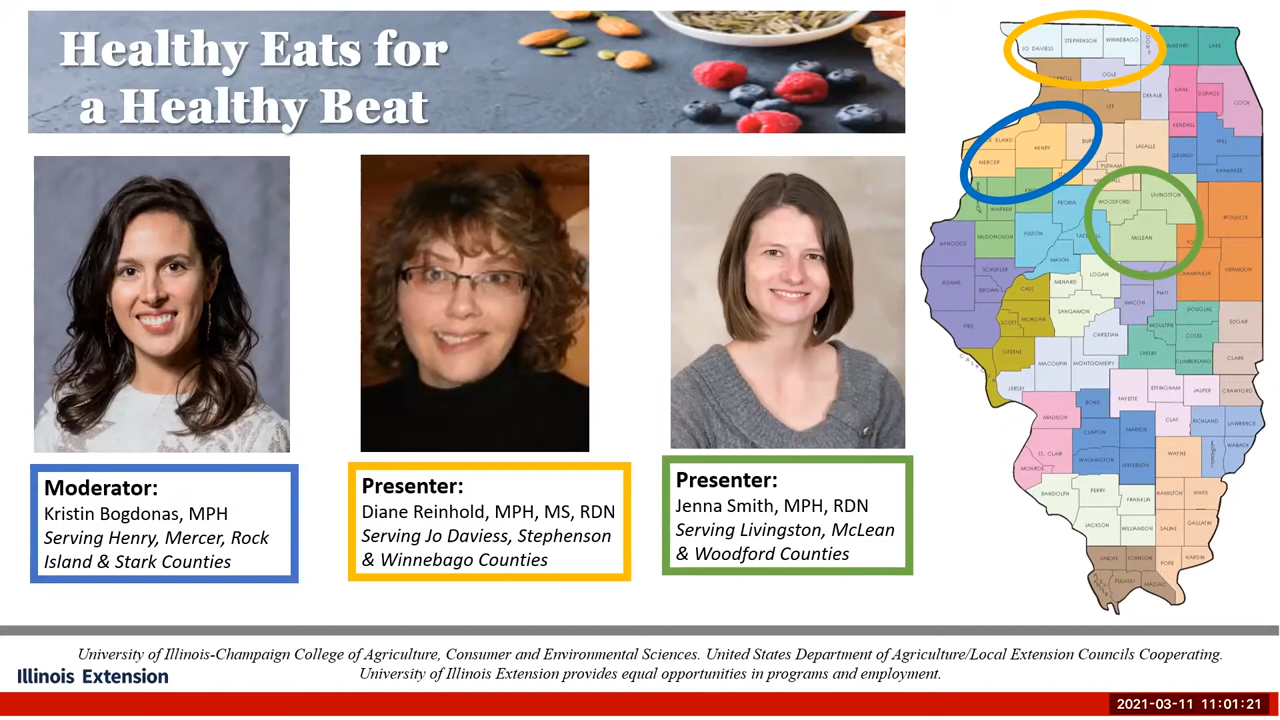 Healthy Eats for
a Healthy Beat
Moderator:
Kristin Bogdonas, MPH
Serving Henry, Mercer, Rock
Island & Stark Counties
Presenter:
Diane Reinhold, MPH, MS, RDN
Serving Jo Daviess, Stephenson
& Winnebago Counties
Presenter:
Jenna Smith, MPH, RDN
Serving Livingston, McLean
& Woodford Counties
JO DAVIESS
STEPHENSON
WINNEBAGO
LAKE
OGLE
DEKALB
KANE
COOK
LEE
KENDALL
WILL
HENRY
LASALLE
GRUNDY
MERCER
KANKAKEE
WARREN
PEORIA
WOODFORD
LIVINGSTON
IROQUOIS
HANCOCK
MCDONOUGH
FULTON
MCLEAN
MASON
SCHUYLER
LOGAN
CHAMPAIGN
VERMILION
ADAMS
BROWN
CASS
MENARD
MACON
PIATT
PIKE
SCOTT
MORGAN
SANGAMON
DOUGLAS
CHRISTIAN
MOULTRIE
COLES
EDGAR
GREENE
MACOUPIN
MONTGOMERY
SHELBY
CUMBERLAND
CLARK
JERSEY
FAYETTE
EFFINGHAM
JASPER
CRAWFORD
MADISON
BOND
CLAY
RICHLAND
LAWRENCE
CLINTON
MARION
WABASH
ST. CLAIR
WASHINGTON
JEFFERSON
WAYNE
MONROE
RANDOLPH
PERRY
FRANKLIN
HAMILTON
WHITE
JACKSON
WILLIAMSON
SALINE
GALLATIN
UNION
JOHNSON
POPE
HARDIN
PULASKI
MASSAC
University of Illinois-Champaign College of Agriculture, Consumer and Environmental Sciences. United States Department of Agriculture/Local Extension Councils Cooperating.
University of Illinois Extension provides equal opportunities in programs and employment.
Illinois Extension
2021-03-11 11:01:21